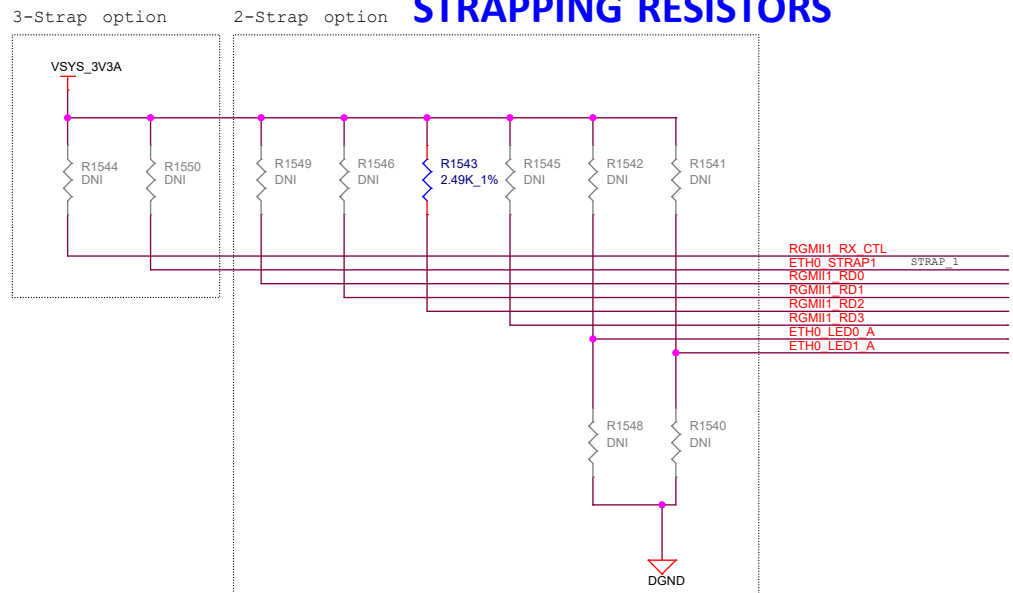 STRAPPING RESISTORS
3-Strap option
2-Strap option
VSYS_3V3A
R1544
DNI
R1550
DNI
R1549
DNI
R1546
DNI
R1543
2.49K_1%
R1545
DNI
R1542
DNI
R1541
DNI
RGMII1_RX_CTL
ETH0_STRAP1 STRAP_1
RGMII1_RD0
RGMII1_RD1
RGMII1_RD2
RGMII1_RD3
ETH0_LED0_A
ETH0_LED1_A
R1548
DNI
R1540
DNI
DGND